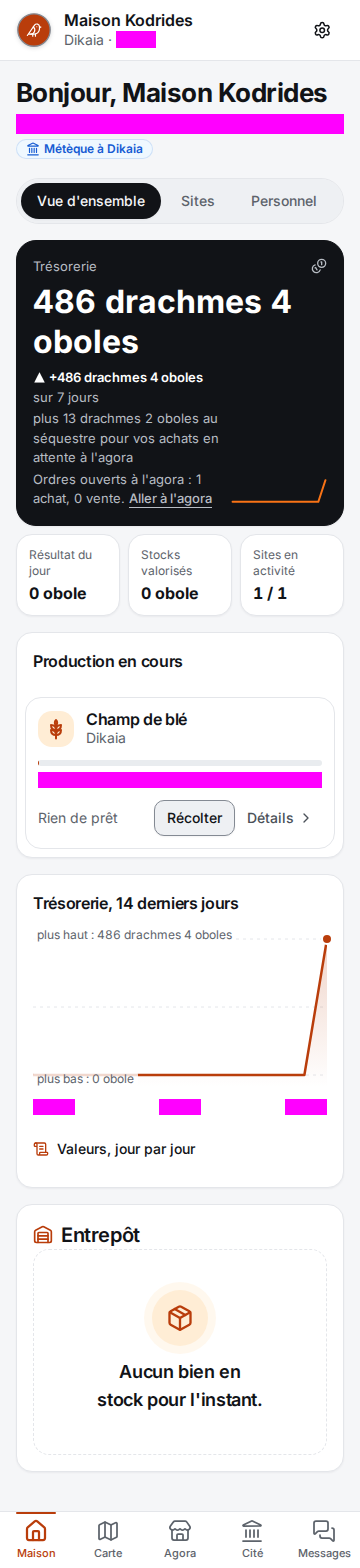 Maison Kodrides
Dikaia ·
Bonjour, Maison Kodrides
Métèque à Dikaia
Vue d'ensemble
Sites
Personnel
Trésorerie
486 drachmes 4
oboles
▲ +486 drachmes 4 oboles
sur 7 jours
plus 13 drachmes 2 oboles au
séquestre pour vos achats en
attente à l'agora
Ordres ouverts à l'agora : 1
achat, 0 vente. Aller à l'agora
Résultat du
jour
0 obole
Stocks
valorisés
0 obole
Sites en
activité
1 / 1
Production en cours
Champ de blé
Dikaia
Rien de prêt
Récolter
Détails
Trésorerie, 14 derniers jours
plus haut : 486 drachmes 4 oboles
plus bas : 0 obole
Valeurs, jour par jour
Entrepôt
Aucun bien en
stock pour l'instant.
Maison
Carte
Agora
Cité
Messages